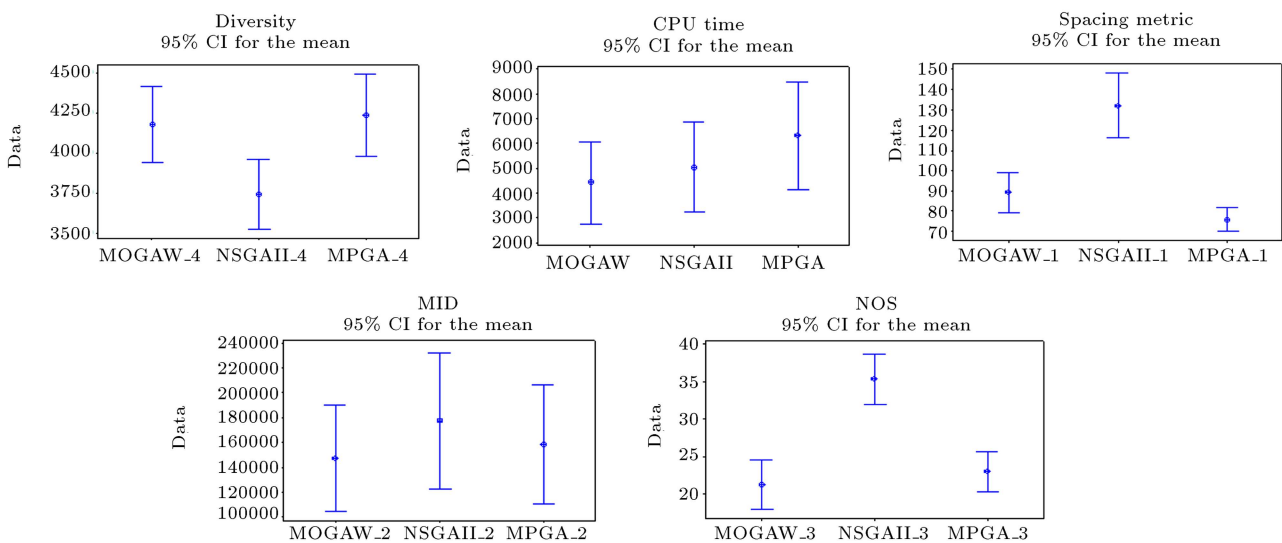 Diversity
95% CI for the mean
4500
4250
4000
3750
3500
Data
MOGAW_4 NSGAII_4 MPGA_4
CPU time
95% CI for the mean
9000
8000
7000
6000
5000
4000
3000
2000
Data
MOGAW NSGAII MPGA
Spacing metric
95% CI for the mean
150
140
130
120
110
100
90
80
70
Data
MOGAW_1 NSGAII_1 MPGA_1
MID
95% CI for the mean
240000
220000
200000
180000
160000
140000
120000
100000
Data
MOGAW_2 NSGAII_2 MPGA_2
NOS
95% CI for the mean
40
35
30
25
20
Data
MOGAW_3 NSGAII_3 MPGA_3